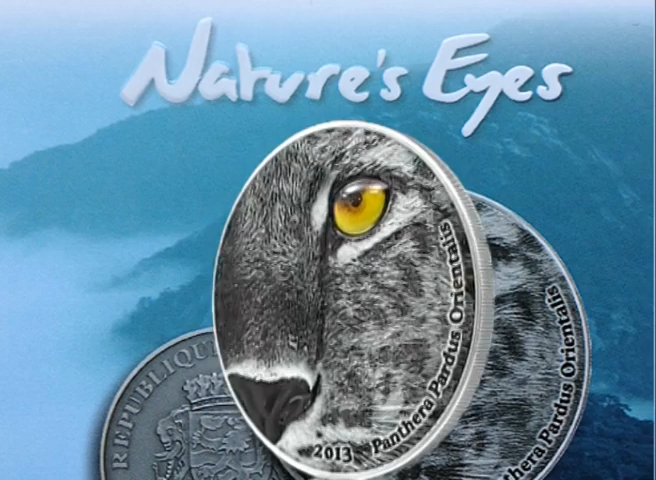 Nature's Eyes
2013 Panthera Pardus Orientalis
thera Pardus Orientalis
REPUBLIQU